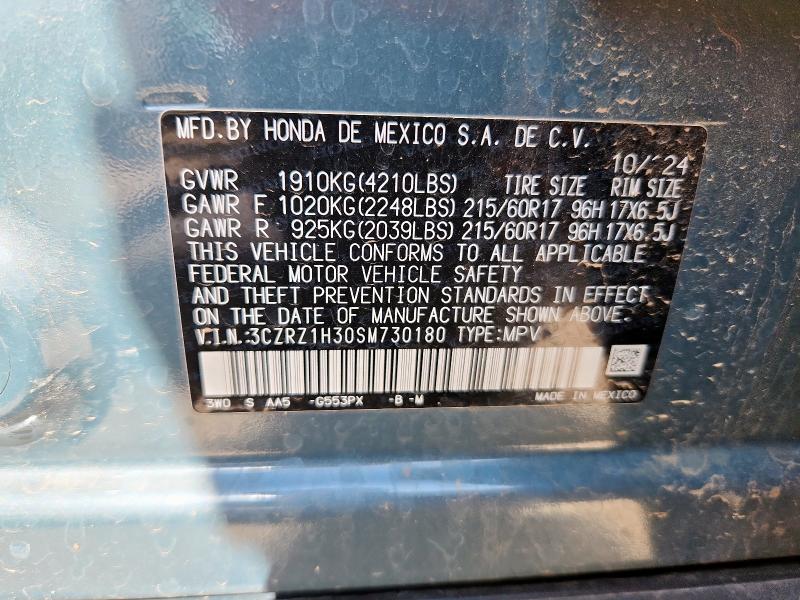 MFD.BY HONDA DE MEXICO S.A. DE C.V.
10/'24
GVWR 1910KG(4210LBS) TIRE SIZE RIM SIZE
GAWR F 1020KG(2248LBS) 215/60R17 96H 17X6.5J
GAWR R 925KG(2039LBS) 215/60R17 96H 17X6.5J
THIS VEHICLE CONFORMS TO ALL APPLICABLE
FEDERAL MOTOR VEHICLE SAFETY
AND THEFT PREVENTION STANDARDS IN EFFECT
ON THE DATE OF MANUFACTURE SHOWN ABOVE.
V.I.N.:3CZRZ1H30SM730180 TYPE:MPV
3W0 S AA5 -G553PX -B -M MADE IN MEXICO